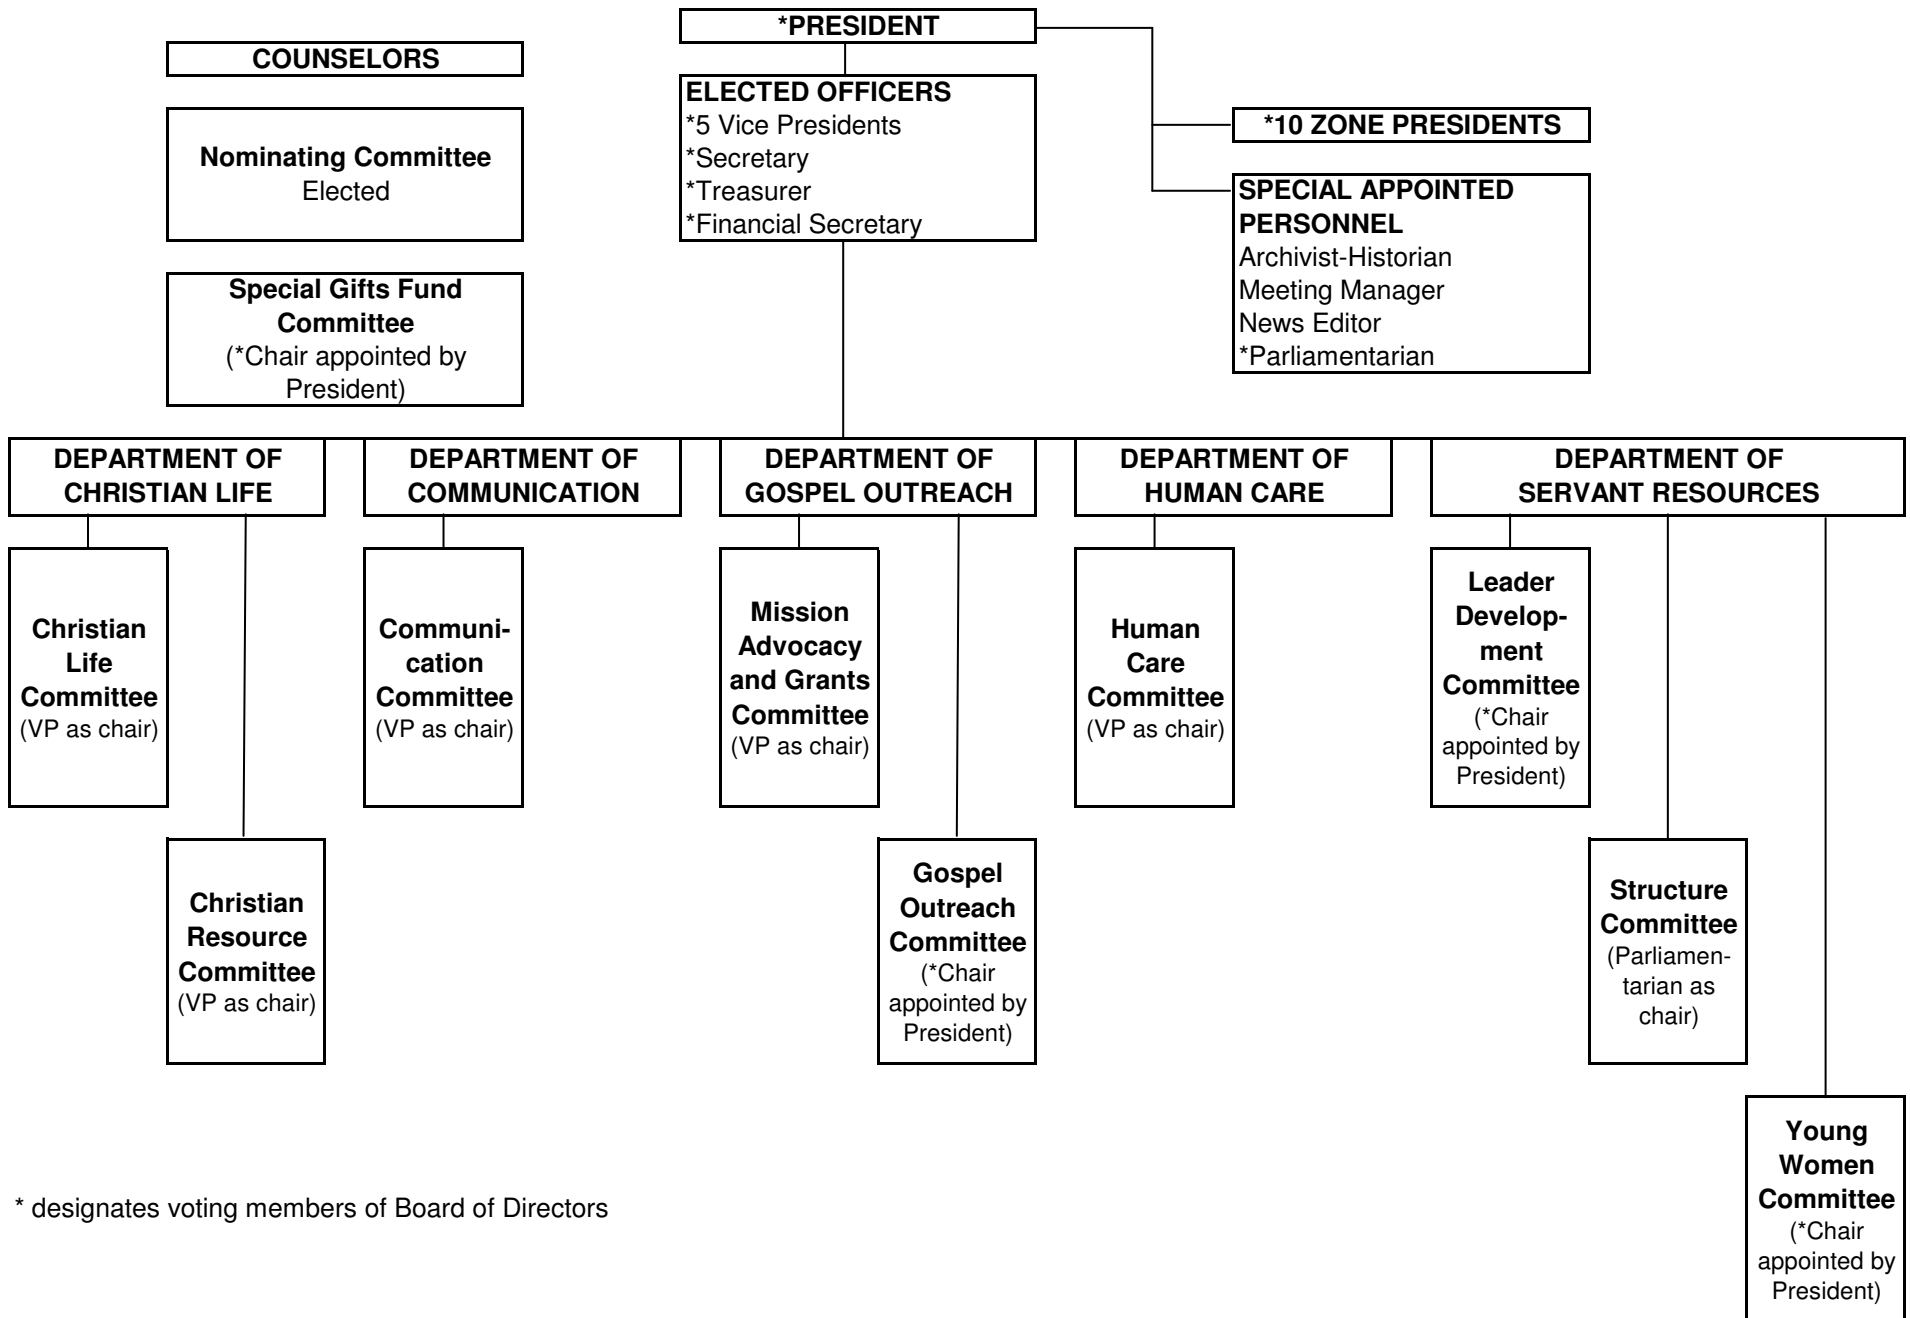 *PRESIDENT
COUNSELORS
ELECTED OFFICERS
*5 Vice Presidents
*Secretary
*Treasurer
*Financial Secretary
Nominating Committee
Elected
*10 ZONE PRESIDENTS
SPECIAL APPOINTED
PERSONNEL
Archivist-Historian
Meeting Manager
News Editor
*Parliamentarian
Special Gifts Fund
Committee
(*Chair appointed by
President)
DEPARTMENT OF
CHRISTIAN LIFE
DEPARTMENT OF
COMMUNICATION
DEPARTMENT OF
GOSPEL OUTREACH
DEPARTMENT OF
HUMAN CARE
DEPARTMENT OF
SERVANT RESOURCES
Christian
Life
Committee
(VP as chair)
Communi-
cation
Committee
(VP as chair)
Mission
Advocacy
and Grants
Committee
(VP as chair)
Human
Care
Committee
(VP as chair)
Leader
Develop-
ment
Committee
(*Chair
appointed by
President)
Christian
Resource
Committee
(VP as chair)
Gospel
Outreach
Committee
(*Chair
appointed by
President)
Structure
Committee
(Parliamen-
tarian as
chair)
Young
Women
Committee
(*Chair
appointed by
President)
* designates voting members of Board of Directors